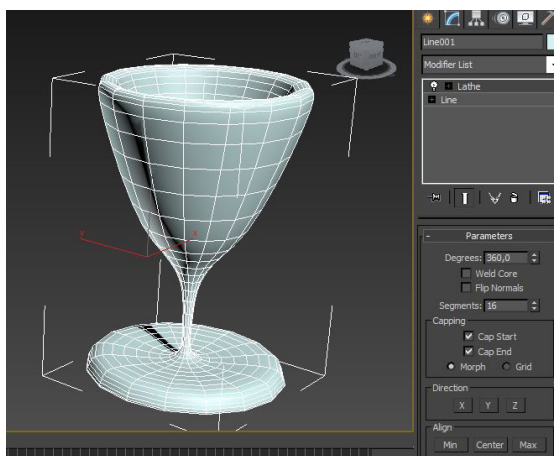 Line001
Modifier List
Lathe
Line
Parameters
Degrees: 360,0
Weld Core
Flip Normals
Segments: 16
Capping
Cap Start
Cap End
Morph Grid
Direction
X Y Z
Align
Min Center Max
x